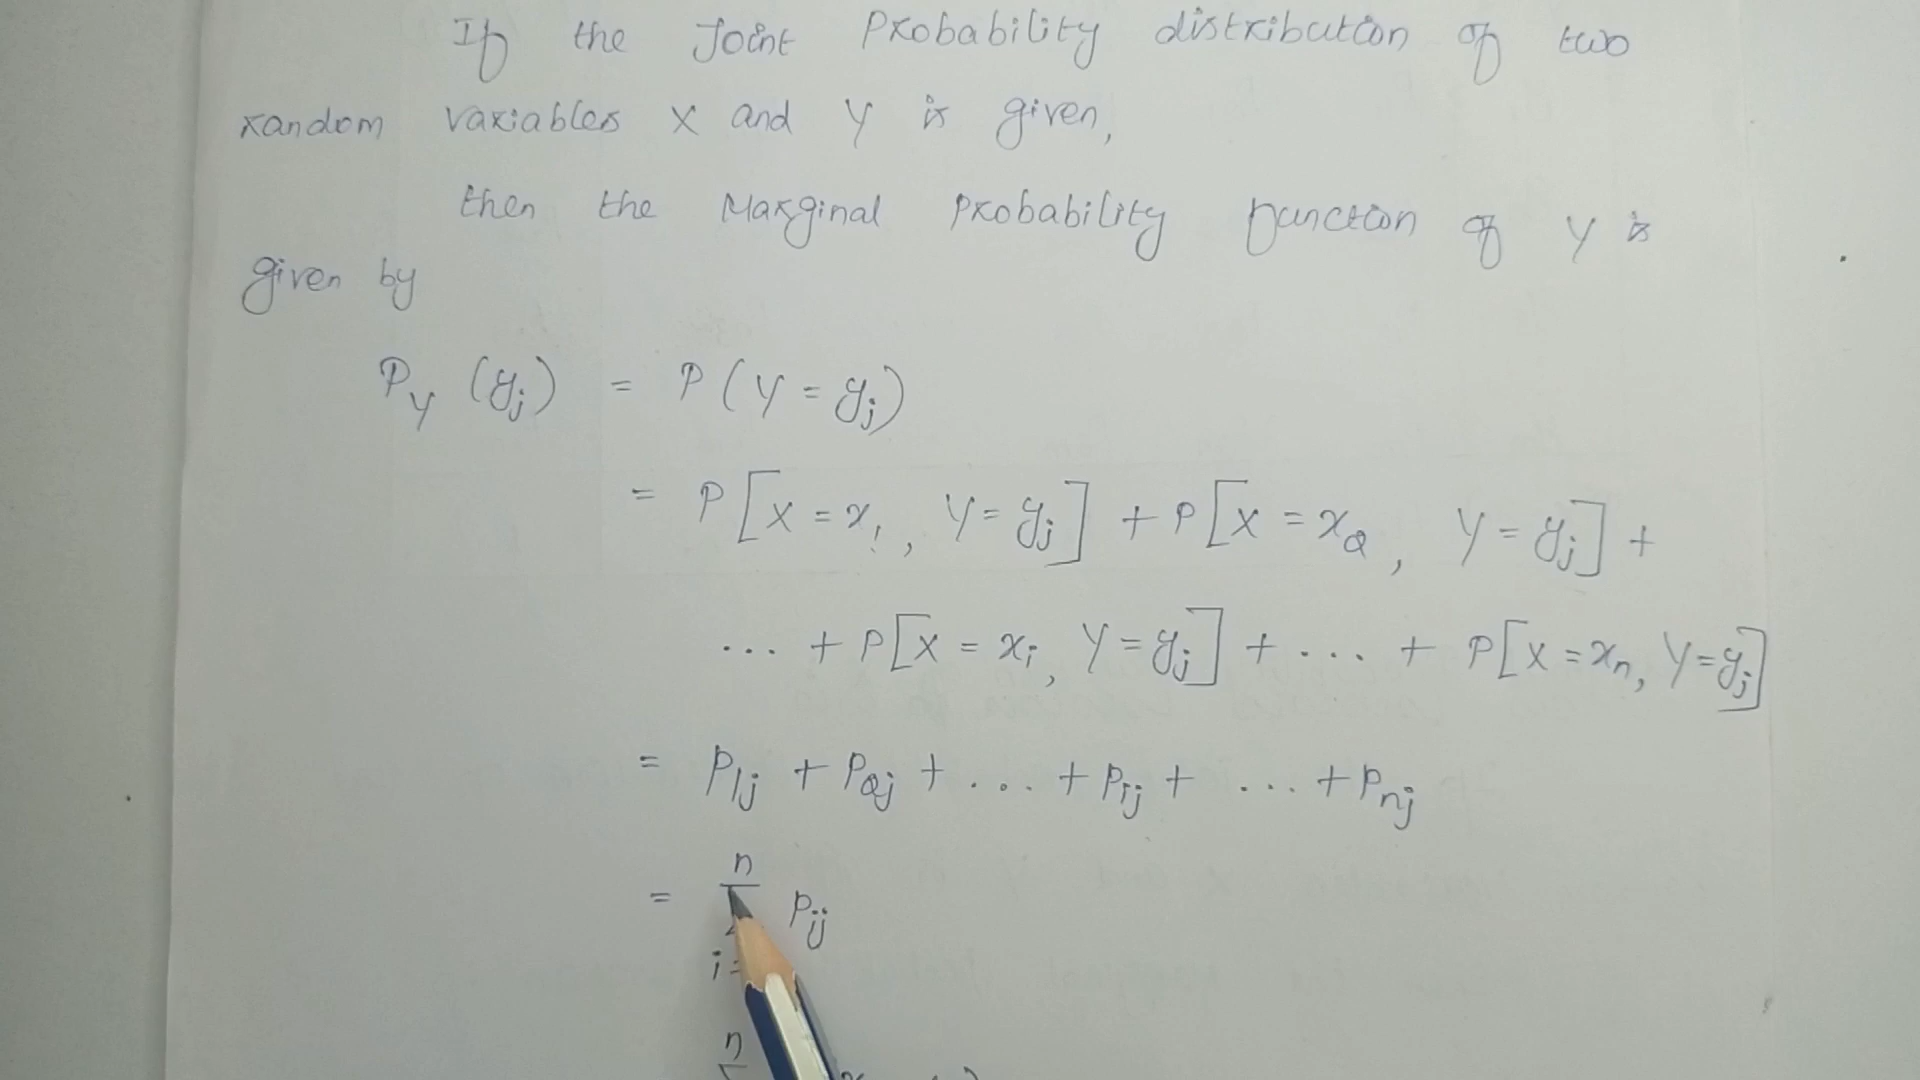 If the Joint Probability distribution of two
random variables X and Y is given,
then the Marginal Probability function of Y is
given by
P_Y (y_j) = P(Y = y_j)
= P[X = x_1, Y = y_j] + P[X = x_2, Y = y_j] +
... + P[X = x_i, Y = y_j] + ... + P[X = x_n, Y = y_j]
= P_1j + P_2j + ... + P_ij + ... + P_nj
= n Σ i= P_ij
n